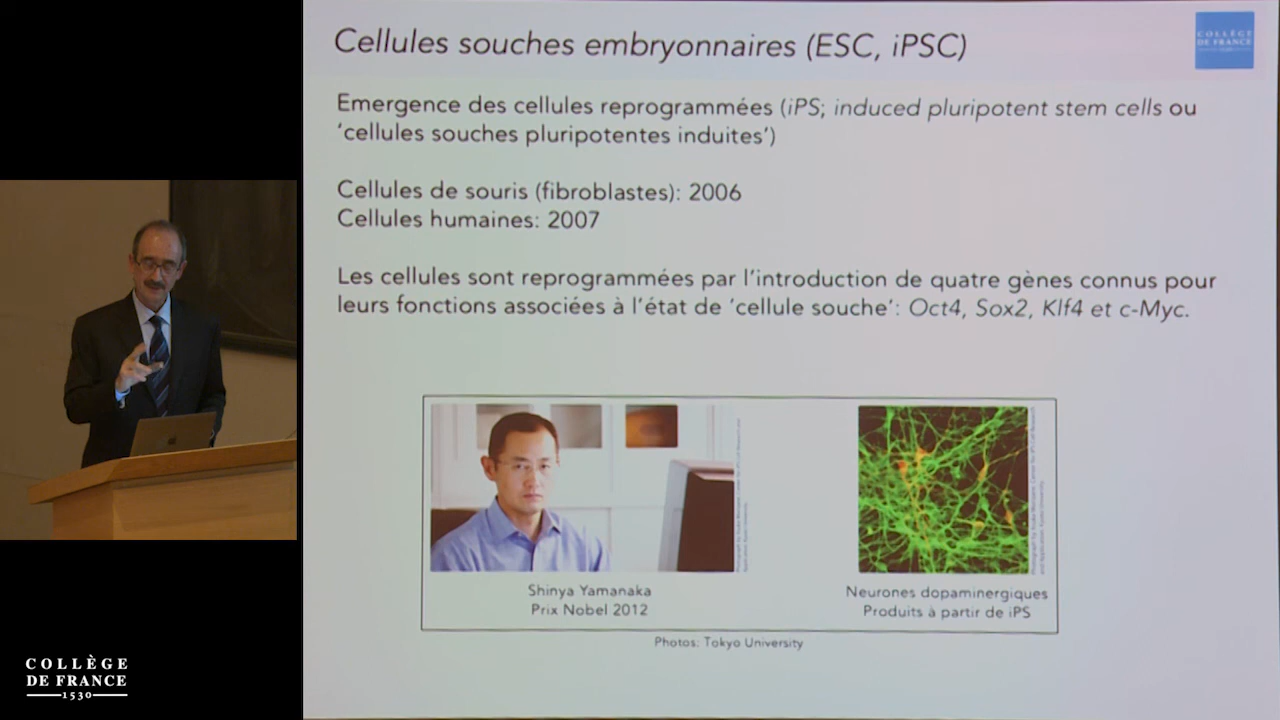 Cellules souches embryonnaires (ESC, iPSC)
COLLÈGE
DE FRANCE
1530
Emergence des cellules reprogrammées (iPS; induced pluripotent stem cells ou
‘cellules souches pluripotentes induites’)
Cellules de souris (fibroblastes): 2006
Cellules humaines: 2007
Les cellules sont reprogrammées par l’introduction de quatre gènes connus pour
leurs fonctions associées à l’état de ‘cellule souche’: Oct4, Sox2, Klf4 et c-Myc.
Shinya Yamanaka
Prix Nobel 2012
Neurones dopaminergiques
Produits à partir de iPS
Photos: Tokyo University
COLLÈGE
DE FRANCE
1530